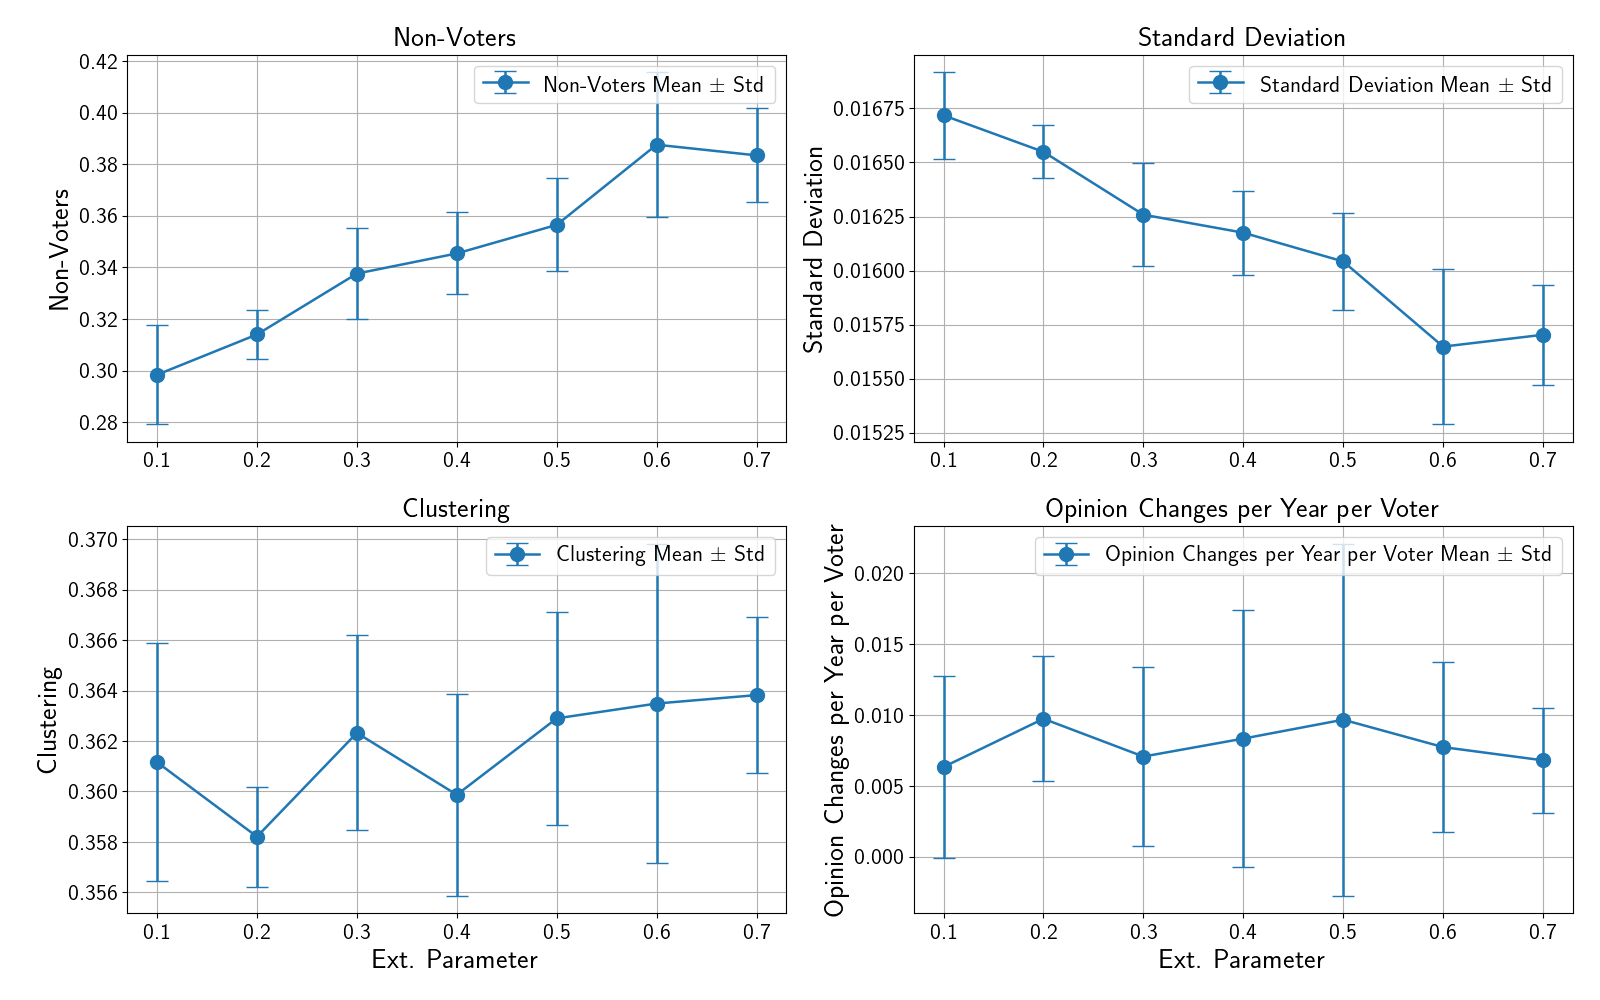 Non-Voters
Non-Voters Mean ± Std
Non-Voters
0.42
0.40
0.38
0.36
0.34
0.32
0.30
0.28
0.1 0.2 0.3 0.4 0.5 0.6 0.7
Standard Deviation
Standard Deviation Mean ± Std
Standard Deviation
0.01675
0.01650
0.01625
0.01600
0.01575
0.01550
0.01525
0.1 0.2 0.3 0.4 0.5 0.6 0.7
Clustering
Clustering Mean ± Std
Clustering
0.370
0.368
0.366
0.364
0.362
0.360
0.358
0.356
0.1 0.2 0.3 0.4 0.5 0.6 0.7
Ext. Parameter
Opinion Changes per Year per Voter
Opinion Changes per Year per Voter Mean ± Std
Opinion Changes per Year per Voter
0.020
0.015
0.010
0.005
0.000
0.1 0.2 0.3 0.4 0.5 0.6 0.7
Ext. Parameter